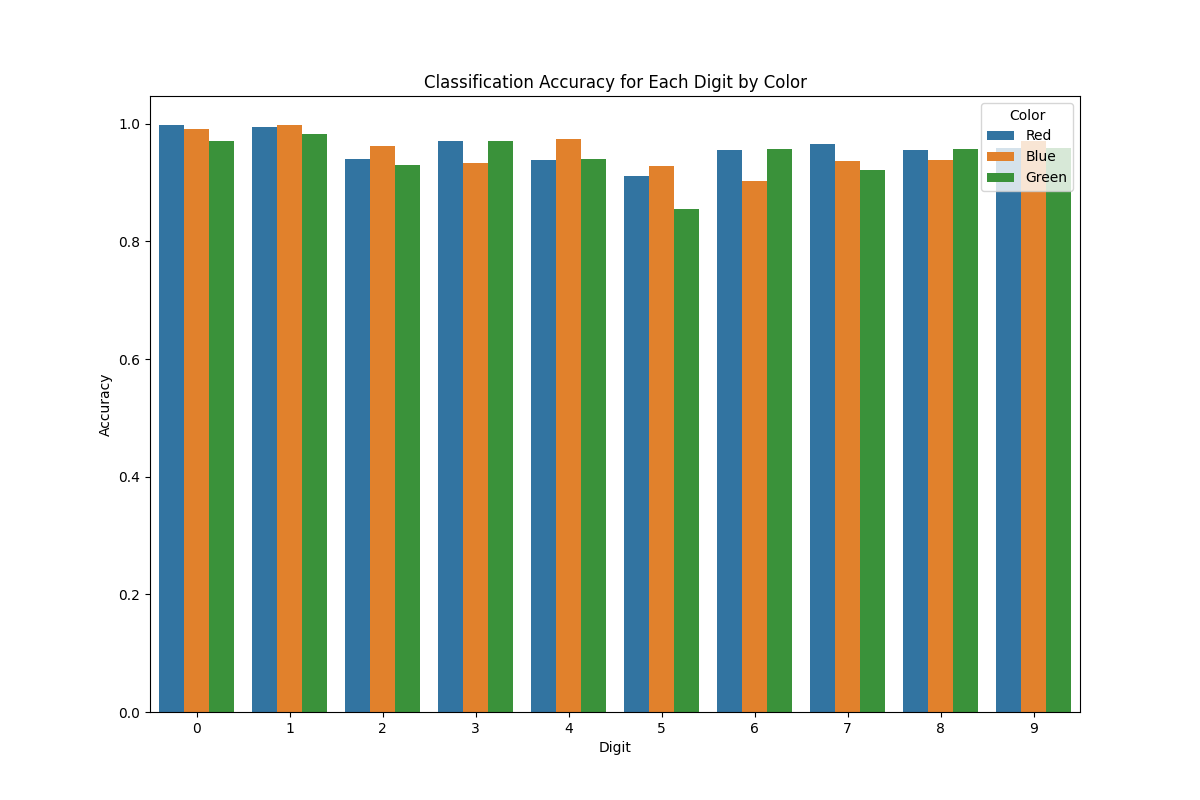 Classification Accuracy for Each Digit by Color
Color
Red
Blue
Green
1.0
0.8
0.6
0.4
0.2
0.0
Accuracy
0 1 2 3 4 5 6 7 8 9
Digit